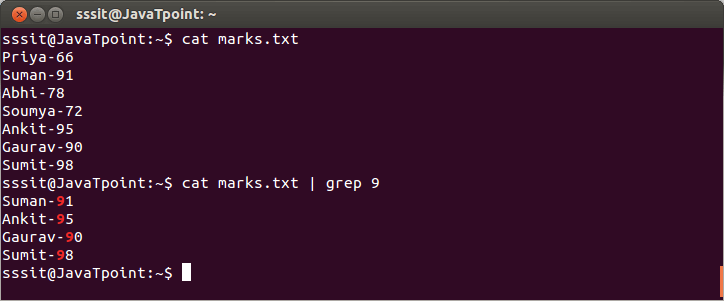 sssit@JavaTpoint: ~
sssit@JavaTpoint:~$ cat marks.txt
Priya-66
Suman-91
Abhi-78
Soumya-72
Ankit-95
Gaurav-90
Sumit-98
sssit@JavaTpoint:~$ cat marks.txt | grep 9
Suman-91
Ankit-95
Gaurav-90
Sumit-98
sssit@JavaTpoint:~$